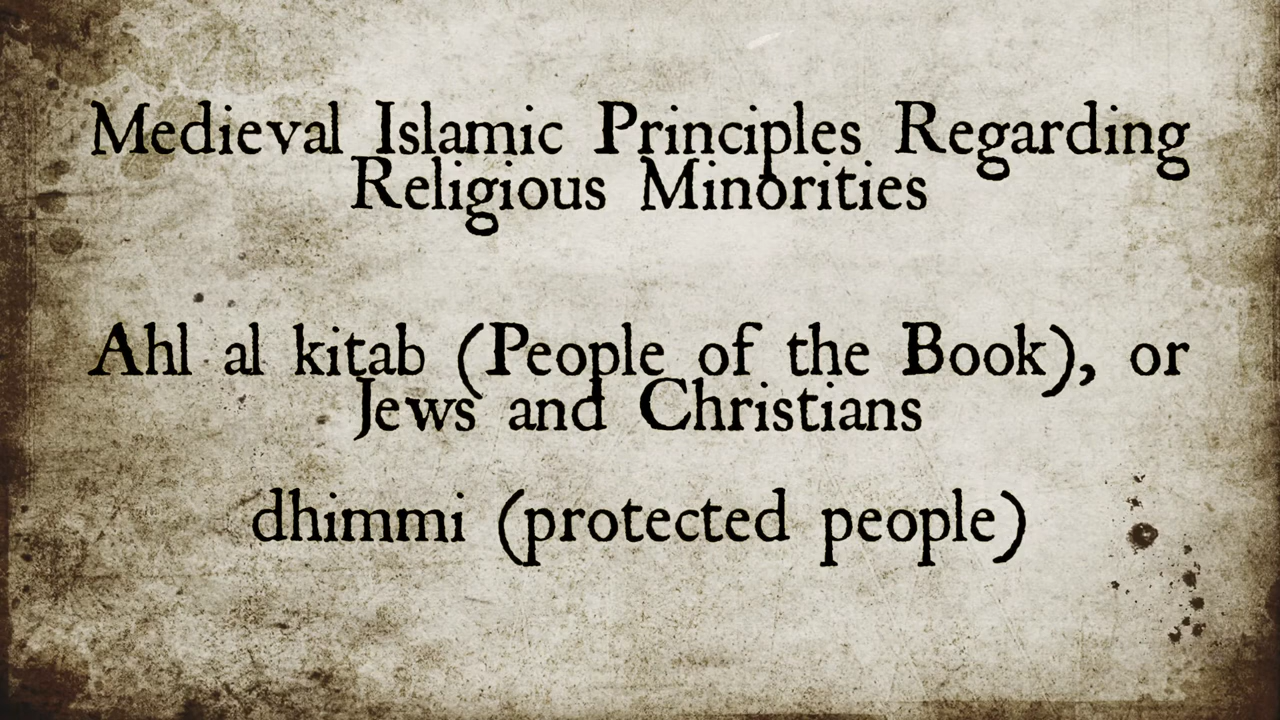 Medieval Islamic Principles Regarding
Religious Minorities
Ahl al kitab (People of the Book), or
Jews and Christians
dhimmi (protected people)